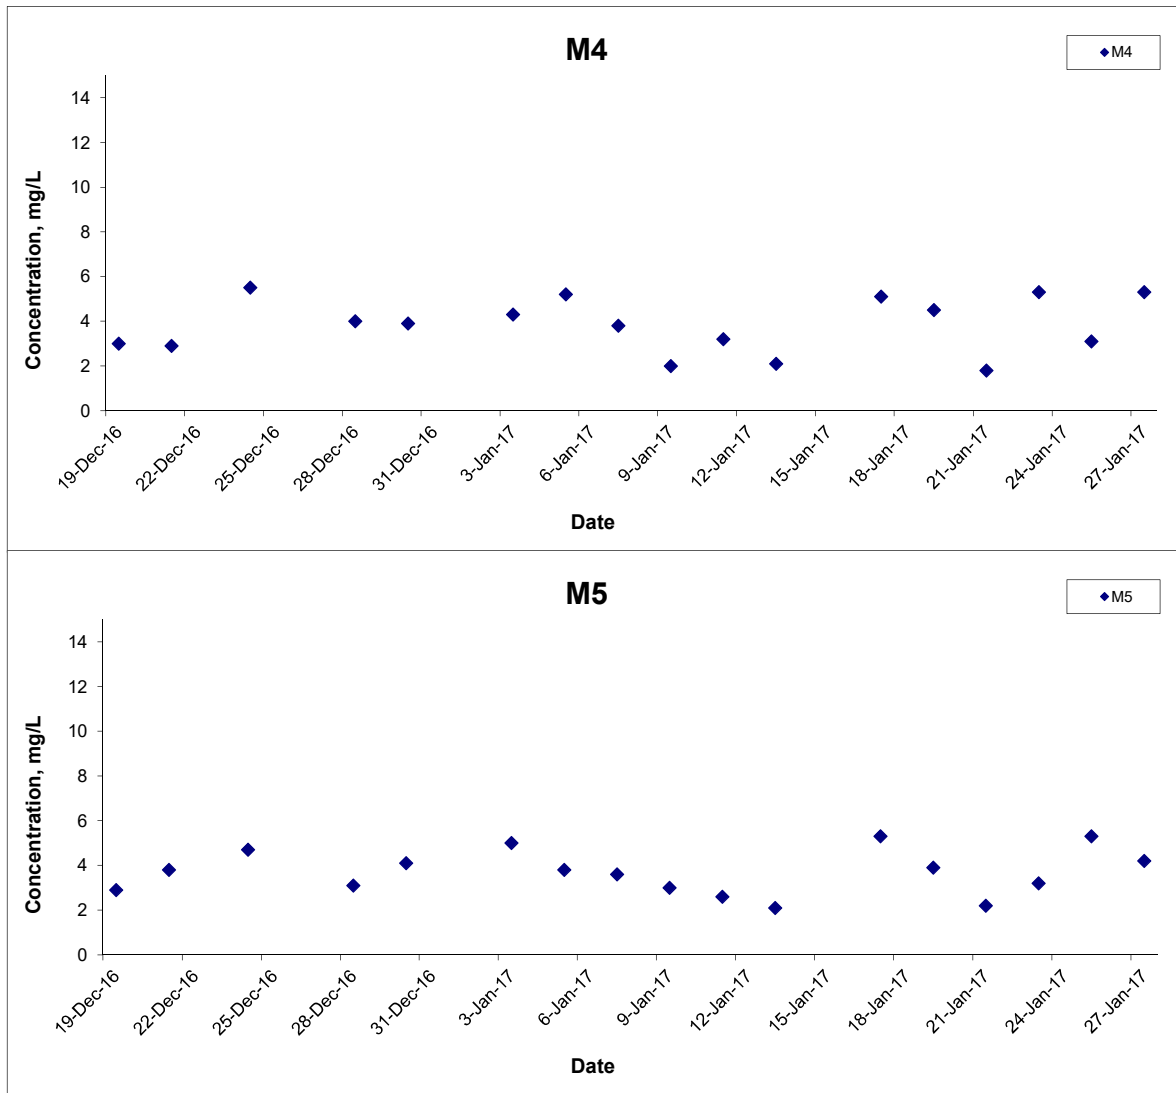 M4
M4
14
12
10
8
6
4
2
0
Concentration, mg/L
19-Dec-16
22-Dec-16
25-Dec-16
28-Dec-16
31-Dec-16
3-Jan-17
6-Jan-17
9-Jan-17
12-Jan-17
15-Jan-17
18-Jan-17
21-Jan-17
24-Jan-17
27-Jan-17
Date
M5
M5
14
12
10
8
6
4
2
0
Concentration, mg/L
19-Dec-16
22-Dec-16
25-Dec-16
28-Dec-16
31-Dec-16
3-Jan-17
6-Jan-17
9-Jan-17
12-Jan-17
15-Jan-17
18-Jan-17
21-Jan-17
24-Jan-17
27-Jan-17
Date